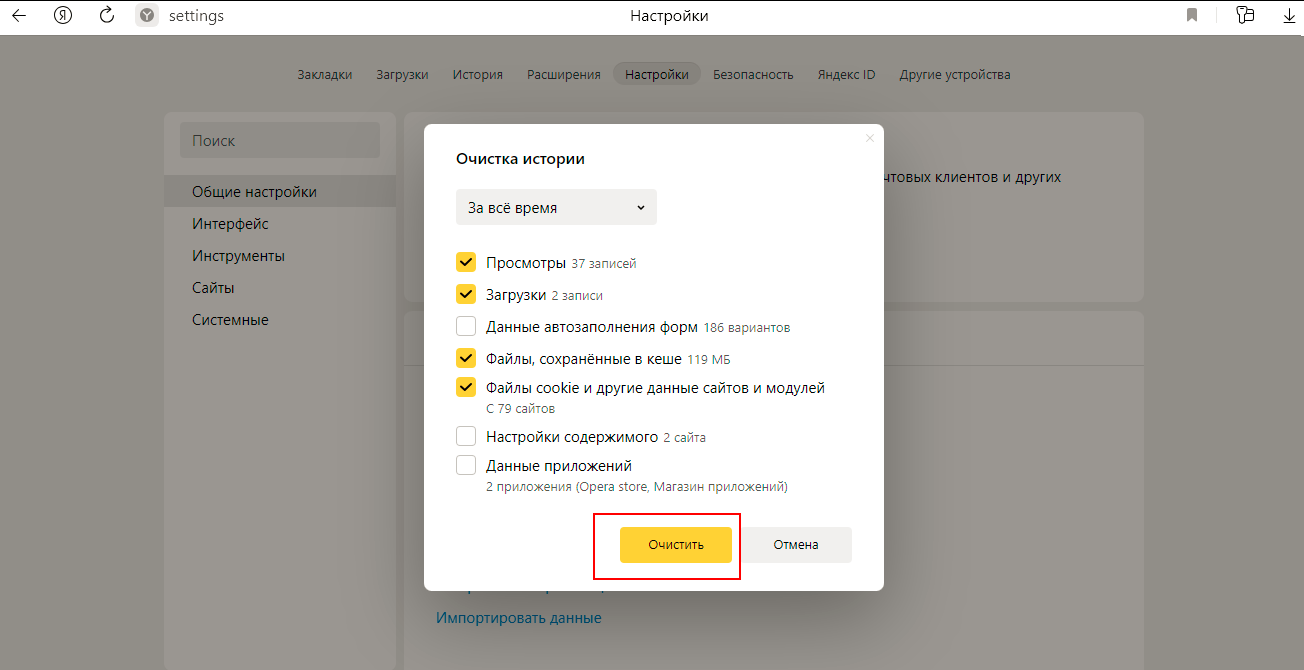 settings
Настройки
Закладки Загрузки История Расширения Настройки Безопасность Яндекс ID Другие устройства
Поиск
Общие настройки
Интерфейс
Инструменты
Сайты
Системные
чтовых клиентов и других
Очистка истории
За всё время
Просмотры 37 записей
Загрузки 2 записи
Данные автозаполнения форм 186 вариантов
Файлы, сохранённые в кеше 119 МБ
Файлы cookie и другие данные сайтов и модулей
С 79 сайтов
Настройки содержимого 2 сайта
Данные приложений
2 приложения (Opera store, Магазин приложений)
Очистить Отмена
Импортировать данные